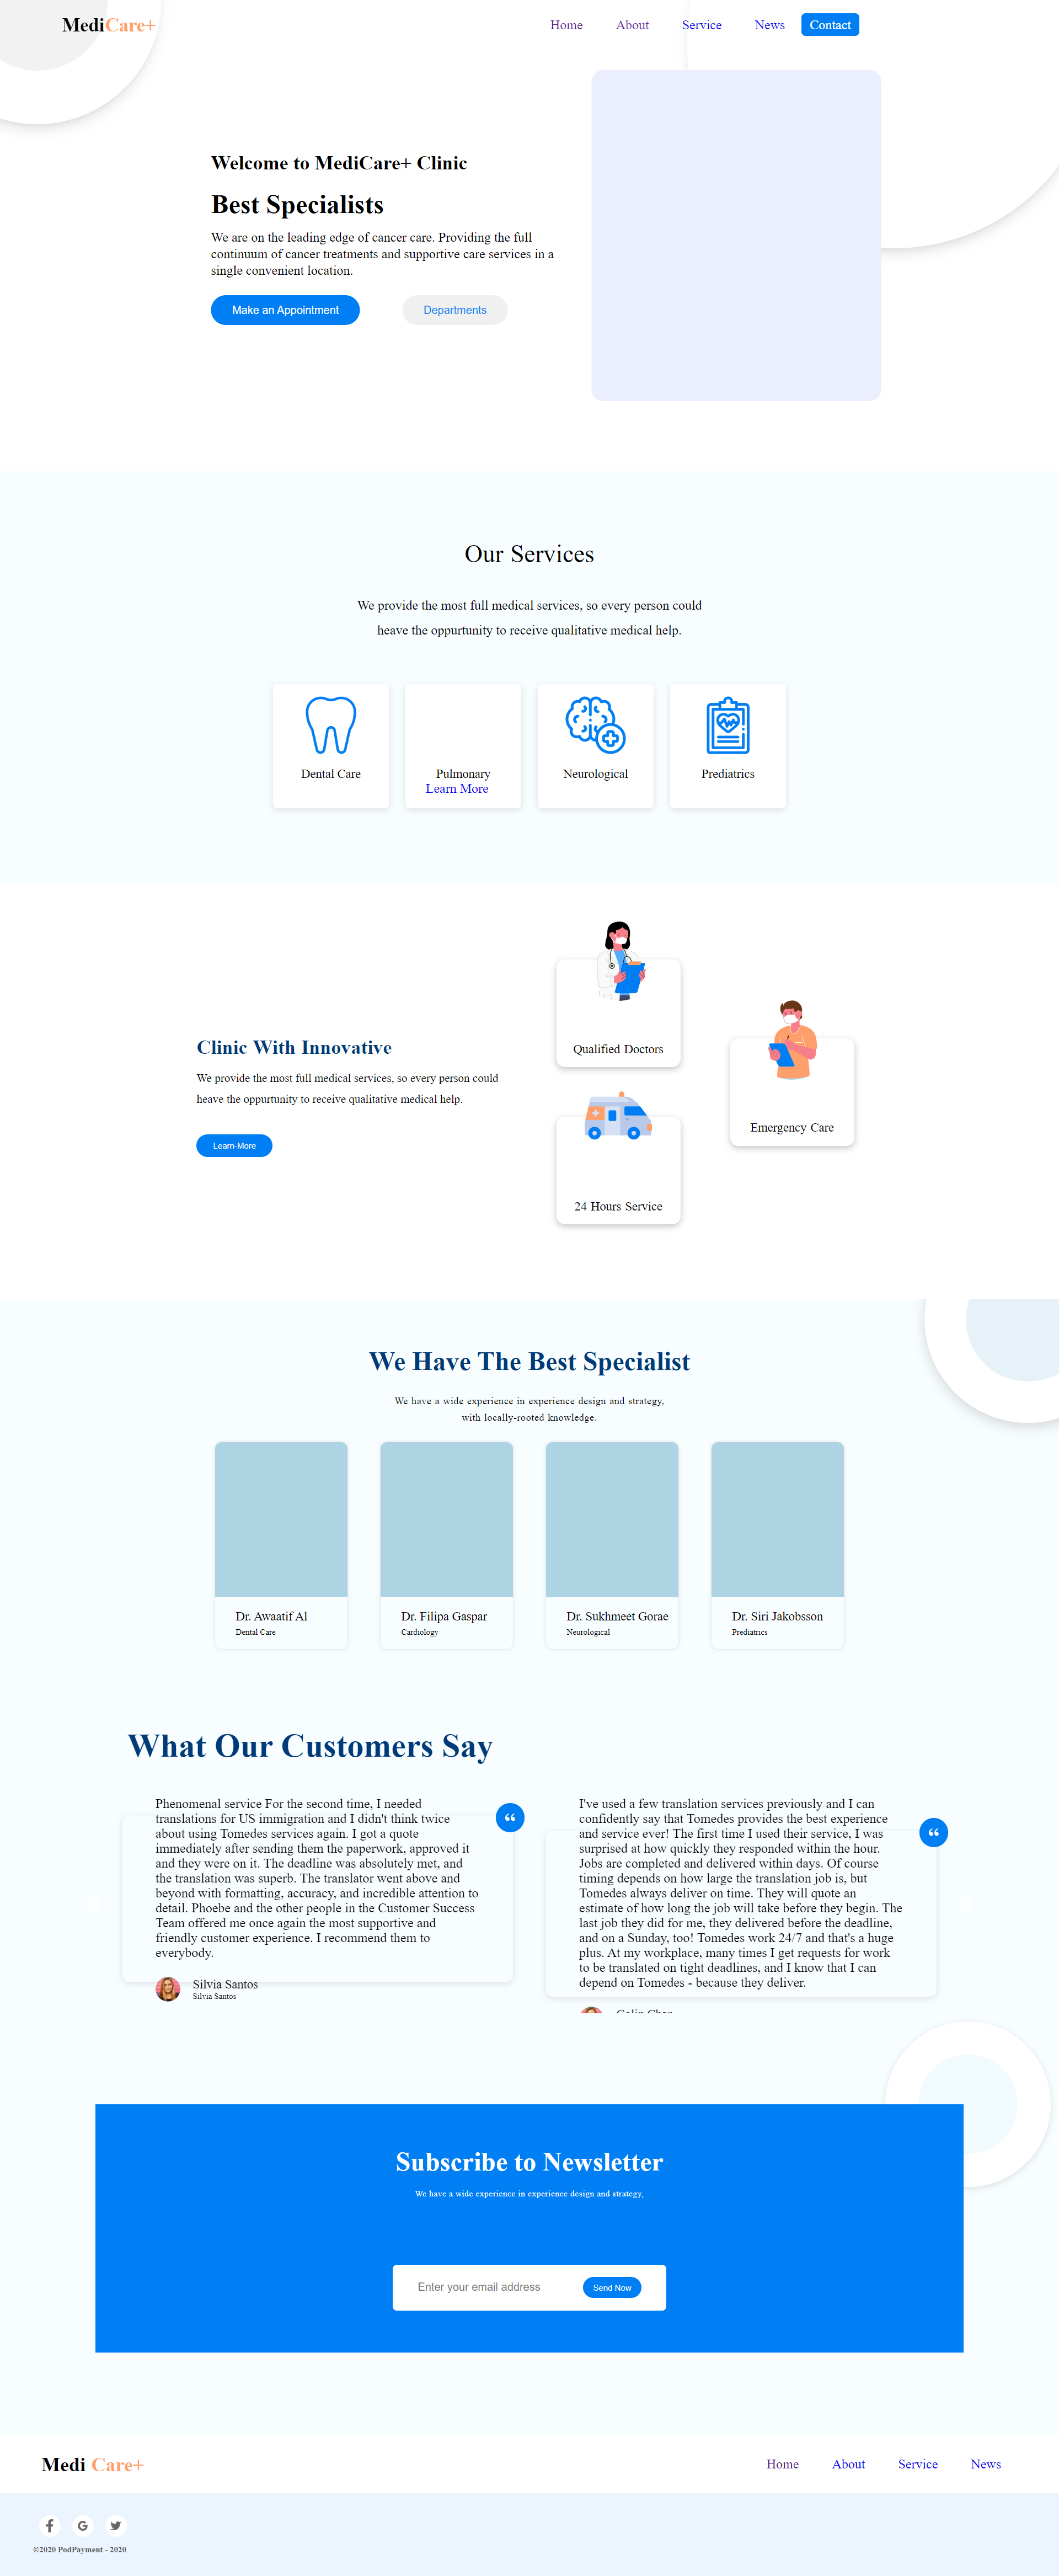 MediCare+
Home
About
Service
News
Contact
Welcome to MediCare+ Clinic
Best Specialists
We are on the leading edge of cancer care. Providing the full
continuum of cancer treatments and supportive care services in a
single convenient location.
Make an Appointment
Departments
Our Services
We provide the most full medical services, so every person could
heave the oppurtunity to receive qualitative medical help.
Dental Care
Pulmonary
Learn More
Neurological
Prediatrics
Qualified Doctors
Clinic With Innovative
We provide the most full medical services, so every person could
heave the oppurtunity to receive qualitative medical help.
Learn-More
Emergency Care
24 Hours Service
We Have The Best Specialist
We have a wide experience in experience design and strategy,
with locally-rooted knowledge.
Dr. Awaatif Al
Dental Care
Dr. Filipa Gaspar
Cardiology
Dr. Sukhmeet Gorae
Neurological
Dr. Siri Jakobsson
Prediatrics
What Our Customers Say
Phenomenal service For the second time, I needed
translations for US immigration and I didn't think twice
about using Tomedes services again. I got a quote
immediately after sending them the paperwork, approved it
and they were on it. The deadline was absolutely met, and
the translation was superb. The translator went above and
beyond with formatting, accuracy, and incredible attention to
detail. Phoebe and the other people in the Customer Success
Team offered me once again the most supportive and
friendly customer experience. I recommend them to
everybody.
Silvia Santos
Silvia Santos
I've used a few translation services previously and I can
confidently say that Tomedes provides the best experience
and service ever! The first time I used their service, I was
surprised at how quickly they responded within the hour.
Jobs are completed and delivered within days. Of course
timing depends on how large the translation job is, but
Tomedes always deliver on time. They will quote an
estimate of how long the job will take before they begin. The
last job they did for me, they delivered before the deadline,
and on a Sunday, too! Tomedes work 24/7 and that's a huge
plus. At my workplace, many times I get requests for work
to be translated on tight deadlines, and I know that I can
depend on Tomedes - because they deliver.
Subscribe to Newsletter
We have a wide experience in experience design and strategy,
Enter your email address
Send Now
Medi Care+
Home
About
Service
News
©2020 PodPayment - 2020